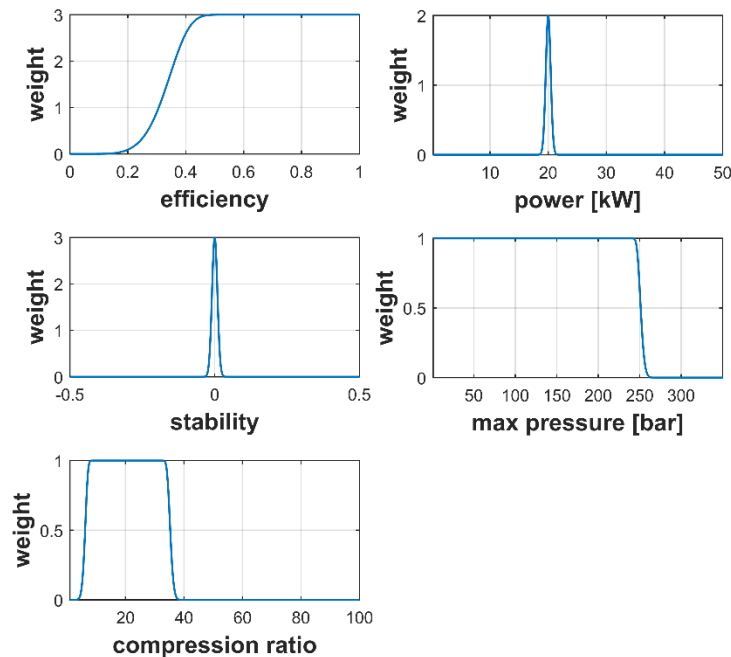 3
2
1
0
weight
0 0.2 0.4 0.6 0.8 1
efficiency
2
1
0
weight
10 20 30 40 50
power [kW]
3
2
1
0
weight
-0.5 0 0.5
stability
1
0.5
0
weight
50 100 150 200 250 300
max pressure [bar]
1
0.5
0
weight
20 40 60 80 100
compression ratio